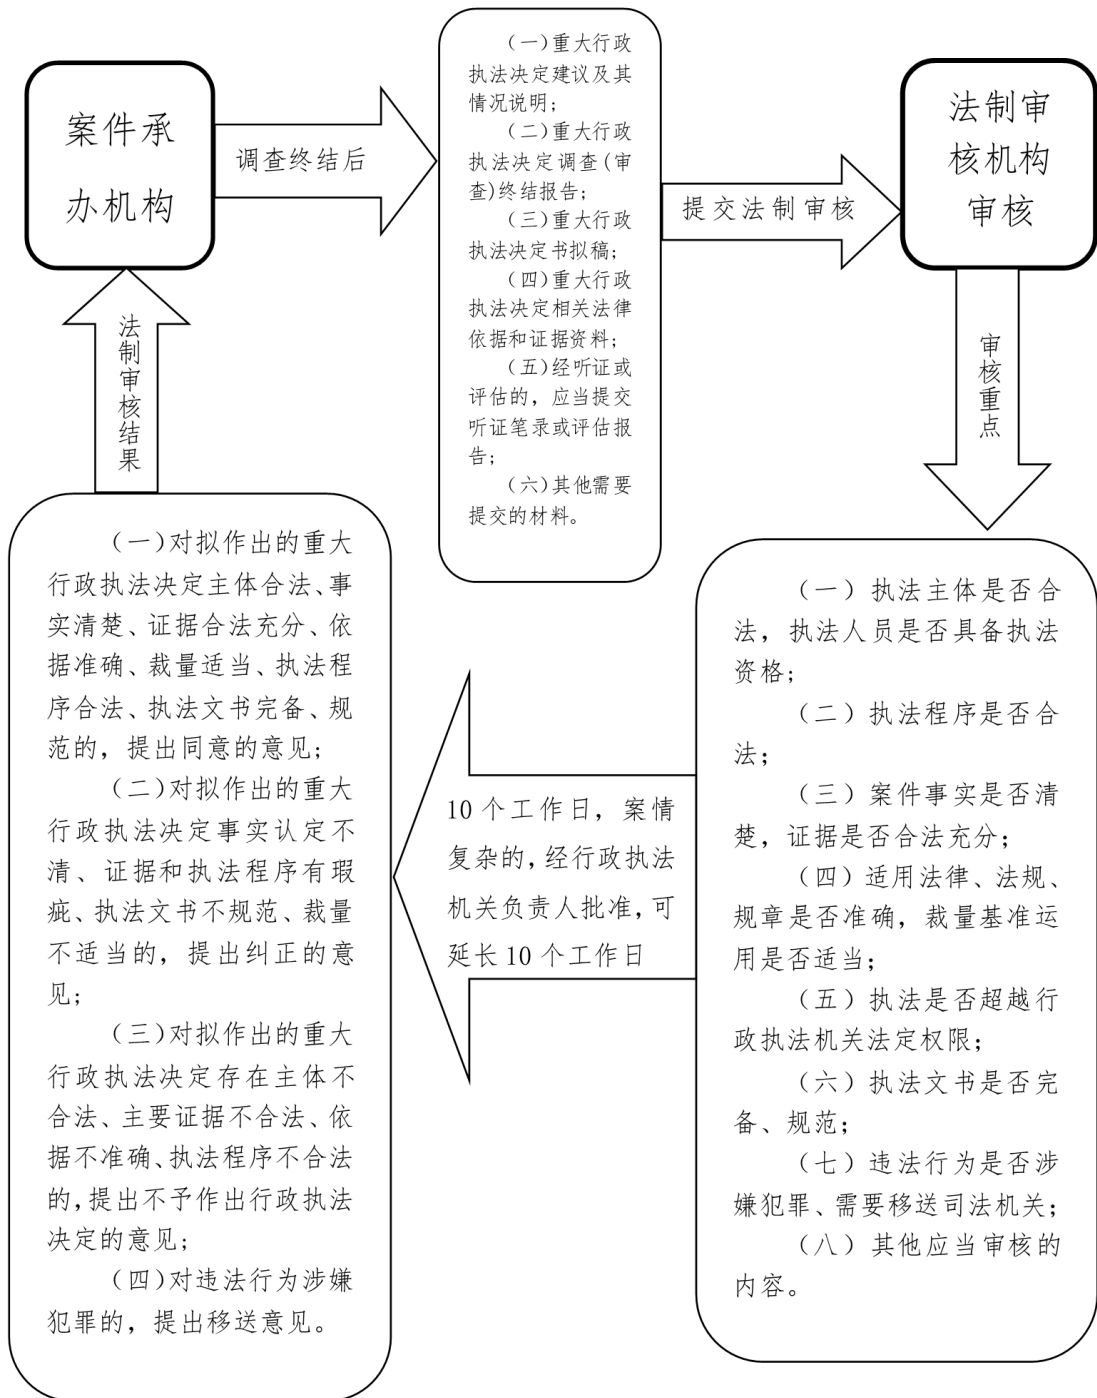 案件承
办机构
调查终结后
（一）重大行政
执法决定建议及其
情况说明；
（二）重大行政
执法决定调查(审
查)终结报告；
（三）重大行政
执法决定书拟稿；
（四）重大行政
执法决定相关法律
依据和证据资料；
（五）经听证或
评估的，应当提交
听证笔录或评估报
告；
（六）其他需要
提交的材料。
提交法制审核
法制审
核机构
审核
审核重点
（一）执法主体是否合
法，执法人员是否具备执法
资格；
（二）执法程序是否合
法；
（三）案件事实是否清
楚，证据是否合法充分；
（四）适用法律、法规、
规章是否准确，裁量基准运
用是否适当；
（五）执法是否超越行
政执法机关法定权限；
（六）执法文书是否完
备、规范；
（七）违法行为是否涉
嫌犯罪、需要移送司法机关；
（八）其他应当审核的
内容。
10个工作日，案情
复杂的，经行政执法
机关负责人批准，可
延长10个工作日
（一）对拟作出的重大
行政执法决定主体合法、事
实清楚、证据合法充分、依
据准确、裁量适当、执法程
序合法、执法文书完备、规
范的，提出同意的意见；
（二）对拟作出的重大
行政执法决定事实认定不
清、证据和执法程序有瑕
疵、执法文书不规范、裁量
不适当的，提出纠正的意
见；
（三）对拟作出的重大
行政执法决定存在主体不
合法、主要证据不合法、依
据不准确、执法程序不合法
的，提出不予作出行政执法
决定的意见；
（四）对违法行为涉嫌
犯罪的，提出移送意见。
法制审核结果